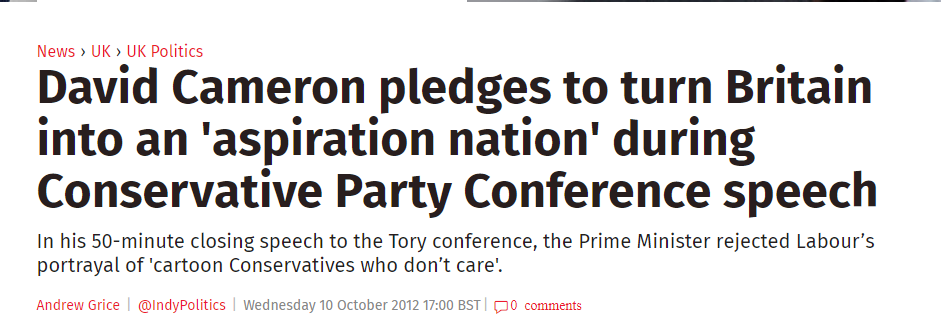 News › UK › UK Politics
David Cameron pledges to turn Britain
into an 'aspiration nation' during
Conservative Party Conference speech
In his 50-minute closing speech to the Tory conference, the Prime Minister rejected Labour’s
portrayal of 'cartoon Conservatives who don’t care'.
Andrew Grice | @IndyPolitics | Wednesday 10 October 2012 17:00 BST | 0 comments